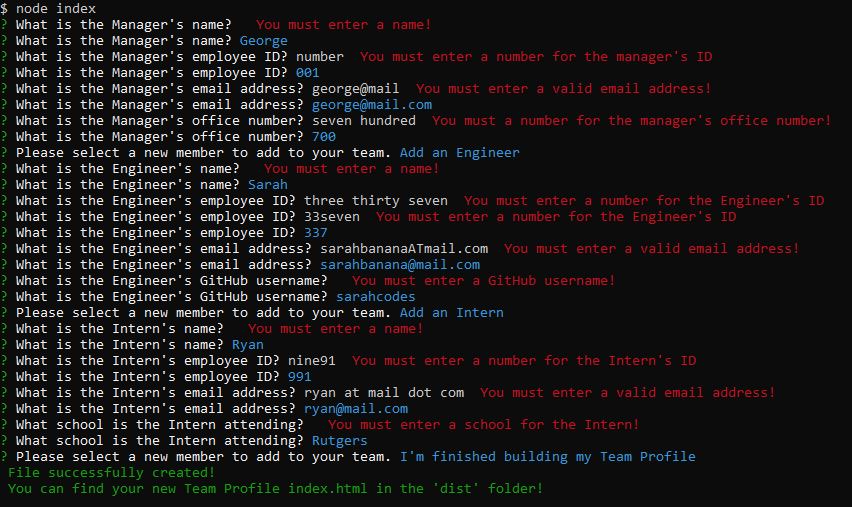 $ node index
? What is the Manager's name?   You must enter a name!
? What is the Manager's name? George
? What is the Manager's employee ID? number  You must enter a number for the manager's ID
? What is the Manager's employee ID? 001
? What is the Manager's email address? george@mail  You must enter a valid email address!
? What is the Manager's email address? george@mail.com
? What is the Manager's office number? seven hundred  You must a number for the manager's office number!
? What is the Manager's office number? 700
? Please select a new member to add to your team. Add an Engineer
? What is the Engineer's name?   You must enter a name!
? What is the Engineer's name? Sarah
? What is the Engineer's employee ID? three thirty seven  You must enter a number for the Engineer's ID
? What is the Engineer's employee ID? 33seven  You must enter a number for the Engineer's ID
? What is the Engineer's employee ID? 337
? What is the Engineer's email address? sarahbananaATmail.com  You must enter a valid email address!
? What is the Engineer's email address? sarahbanana@mail.com
? What is the Engineer's GitHub username?   You must enter a GitHub username!
? What is the Engineer's GitHub username? sarahcodes
? Please select a new member to add to your team. Add an Intern
? What is the Intern's name?   You must enter a name!
? What is the Intern's name? Ryan
? What is the Intern's employee ID? nine91  You must enter a number for the Intern's ID
? What is the Intern's employee ID? 991
? What is the Intern's email address? ryan at mail dot com  You must enter a valid email address!
? What is the Intern's email address? ryan@mail.com
? What school is the Intern attending?   You must enter a school for the Intern!
? What school is the Intern attending? Rutgers
? Please select a new member to add to your team. I'm finished building my Team Profile
File successfully created!
You can find your new Team Profile index.html in the 'dist' folder!